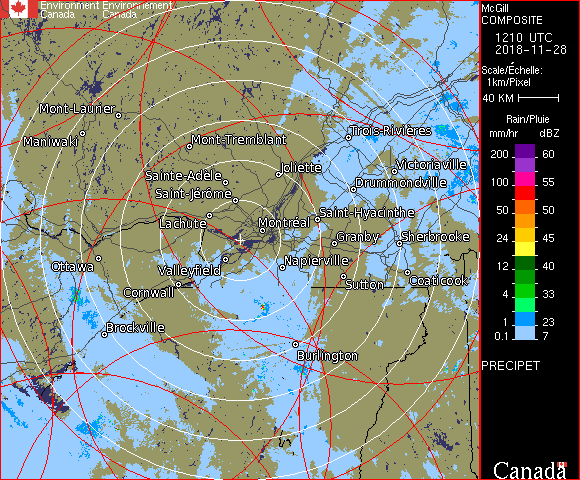 Environment Environnement
Canada Canada
McGill
COMPOSITE
1210 UTC
2018-11-28
Scale/Échelle:
1km/Pixel
40 KM
Rain/Pluie
mm/hr dBZ
200 60
150 57
100 55
50 50
24 45
12 40
4 33
1 23
0.1 7
PRECIPET
Canada
Mont-Laurier
Maniwaki
Mont-Tremblant
Trois-Rivières
Joliette
Victoriaville
Sainte-Adèle
Drummondville
Saint-Jérôme
Lachute
Saint-Hyacinthe
Montréal
Granby
Sherbrooke
Ottawa
Valleyfield
Napierville
Cornwall
Sutton
Coaticook
Brockville
Burlington